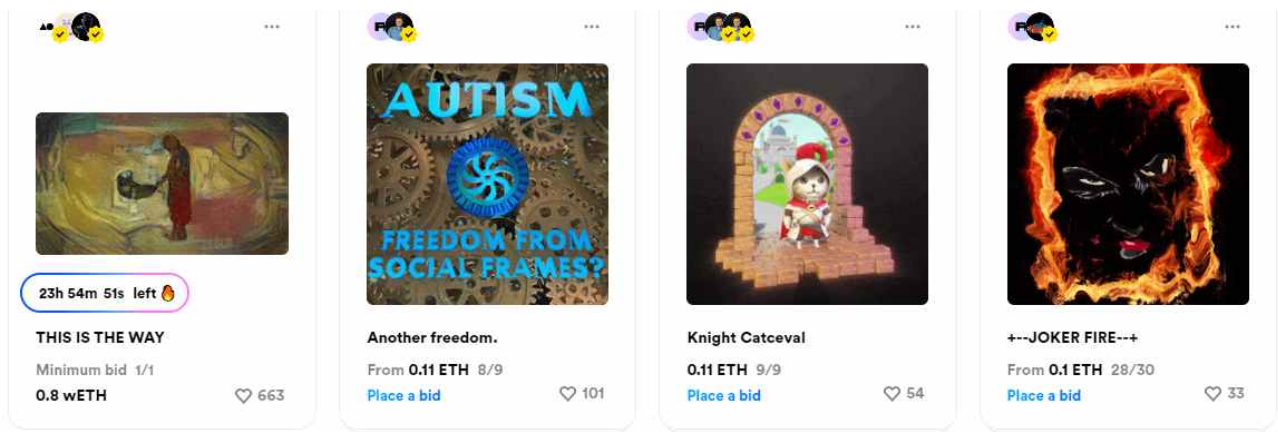 23h 54m 51s left
THIS IS THE WAY
Minimum bid 1/1
0.8 wETH
663
AUTISM
FREEDOM FROM
SOCIAL FRAMES?
Another freedom.
From 0.11 ETH 8/9
Place a bid
101
Knight Catceval
0.11 ETH 9/9
Place a bid
54
+--JOKER FIRE--+
From 0.1 ETH 28/30
Place a bid
33